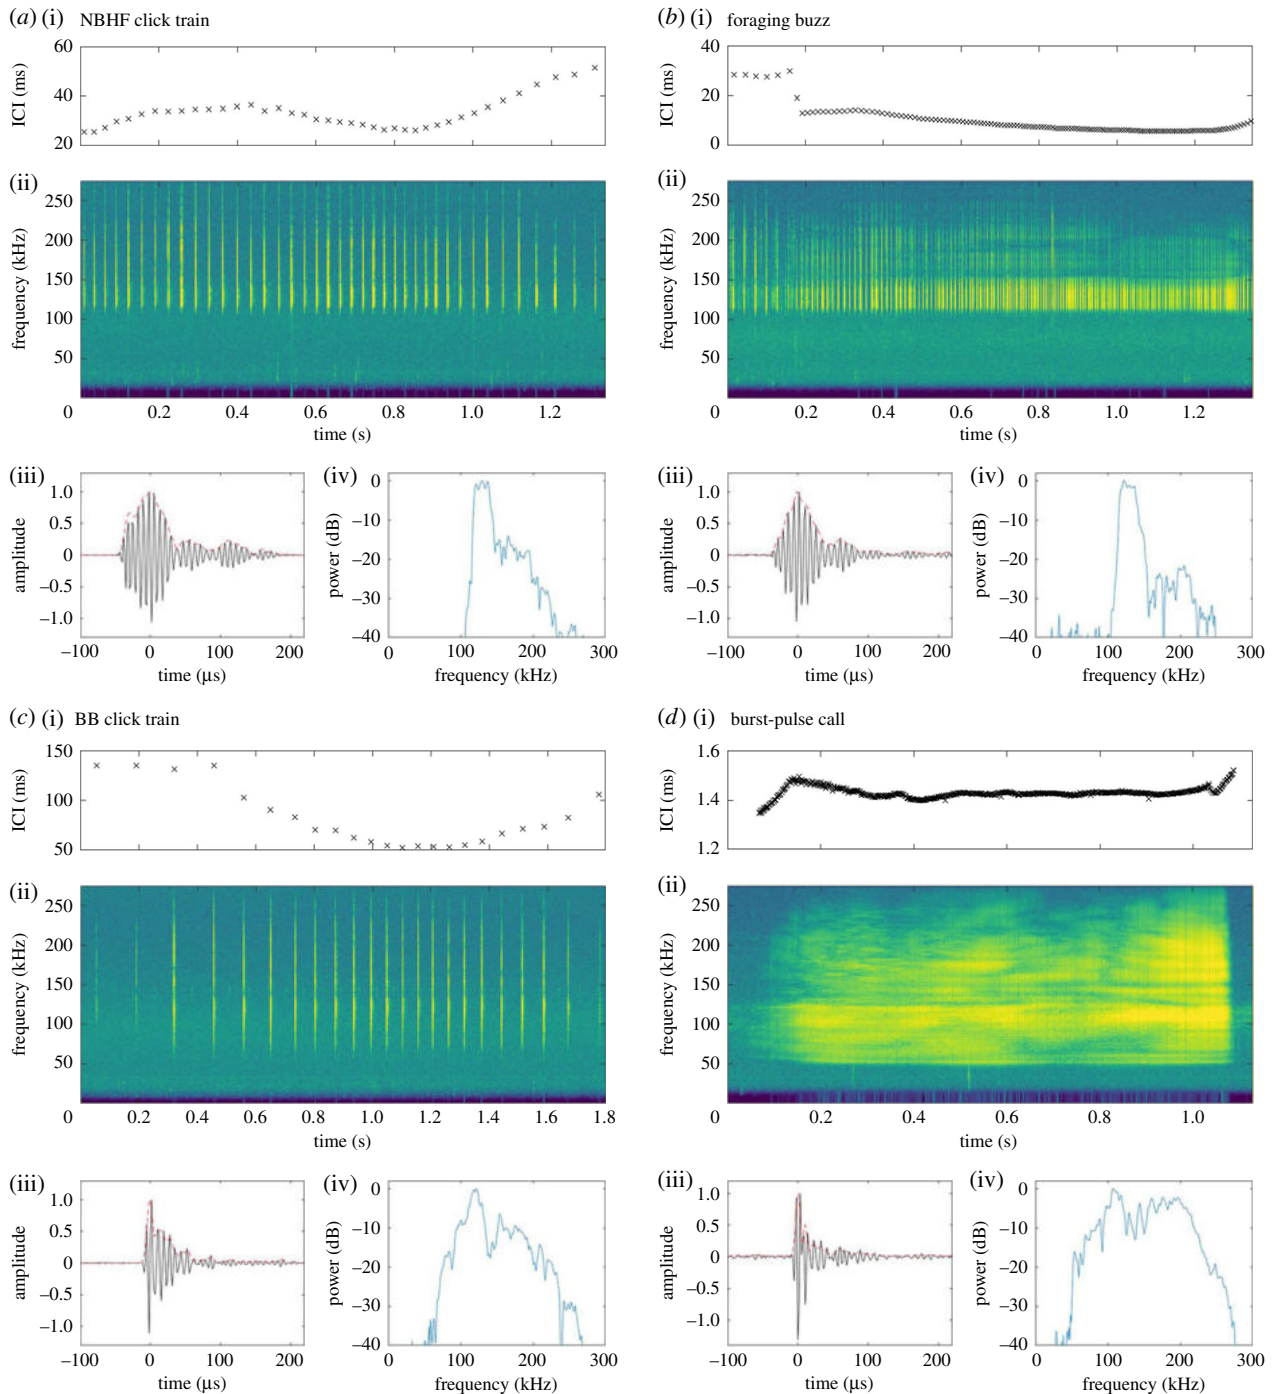 (a) (i) NBHF click train
ICI (ms)
60
40
20
(ii)
frequency (kHz)
250
200
150
100
50
0
0.2 0.4 0.6 0.8 1.0 1.2
time (s)
(iii)
amplitude
1.0
0.5
0
–0.5
–1.0
–100 0 100 200
time (µs)
(iv)
power (dB)
0
–10
–20
–30
–40
0 100 200 300
frequency (kHz)
(b) (i) foraging buzz
ICI (ms)
40
20
0
(ii)
frequency (kHz)
250
200
150
100
50
0
0.2 0.4 0.6 0.8 1.0 1.2
time (s)
(iii)
amplitude
1.0
0.5
0
–0.5
–1.0
–100 0 100 200
time (µs)
(iv)
power (dB)
0
–10
–20
–30
–40
0 100 200 300
frequency (kHz)
(c) (i) BB click train
ICI (ms)
150
100
50
(ii)
frequency (kHz)
250
200
150
100
50
0
0.2 0.4 0.6 0.8 1.0 1.2 1.4 1.6 1.8
time (s)
(iii)
amplitude
1.0
0.5
0
–0.5
–1.0
–100 0 100 200
time (µs)
(iv)
power (dB)
0
–10
–20
–30
–40
0 100 200 300
frequency (kHz)
(d) (i) burst-pulse call
ICI (ms)
1.6
1.4
1.2
(ii)
frequency (kHz)
250
200
150
100
50
0
0.2 0.4 0.6 0.8 1.0
time (s)
(iii)
amplitude
1.0
0.5
0
–0.5
–1.0
–100 0 100 200
time (µs)
(iv)
power (dB)
0
–10
–20
–30
–40
0 100 200 300
frequency (kHz)